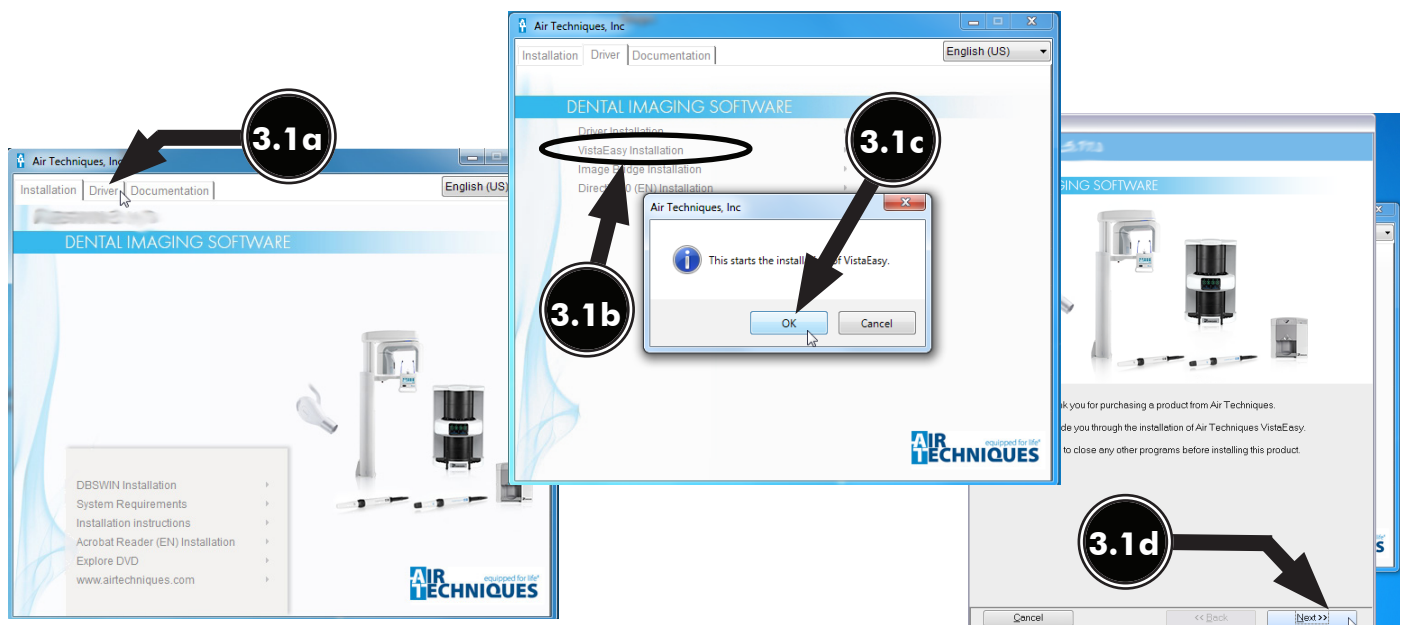 3.1a
Air Techniques, Inc
Installation Driver Documentation
English (US)
DENTAL IMAGING SOFTWARE
DBSWIN Installation
System Requirements
Installation instructions
Acrobat Reader (EN) Installation
Explore DVD
www.airtechniques.com
AIR
TECHNIQUES
equipped for life
Air Techniques, Inc
Installation Driver Documentation
English (US)
DENTAL IMAGING SOFTWARE
Driver Installation
VistaEasy Installation
Image Bridge Installation
(EN) Installation
3.1b
3.1c
Air Techniques, Inc
This starts the of VistaEasy.
OK Cancel
AIR
TECHNIQUES
equipped for life
SOFTWARE
you for purchasing a product from Air Techniques.
you through the installation of Air Techniques VistaEasy.
to close any other programs before installing this product.
3.1d
Cancel << Back Next >>